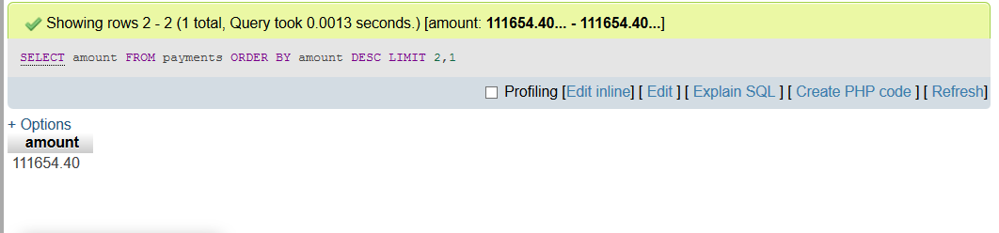 Showing rows 2 - 2 (1 total, Query took 0.0013 seconds.) [amount: 111654.40... - 111654.40...]
SELECT amount FROM payments ORDER BY amount DESC LIMIT 2,1
Profiling [Edit inline] [ Edit ] [ Explain SQL ] [ Create PHP code ] [ Refresh]
+ Options
amount
111654.40